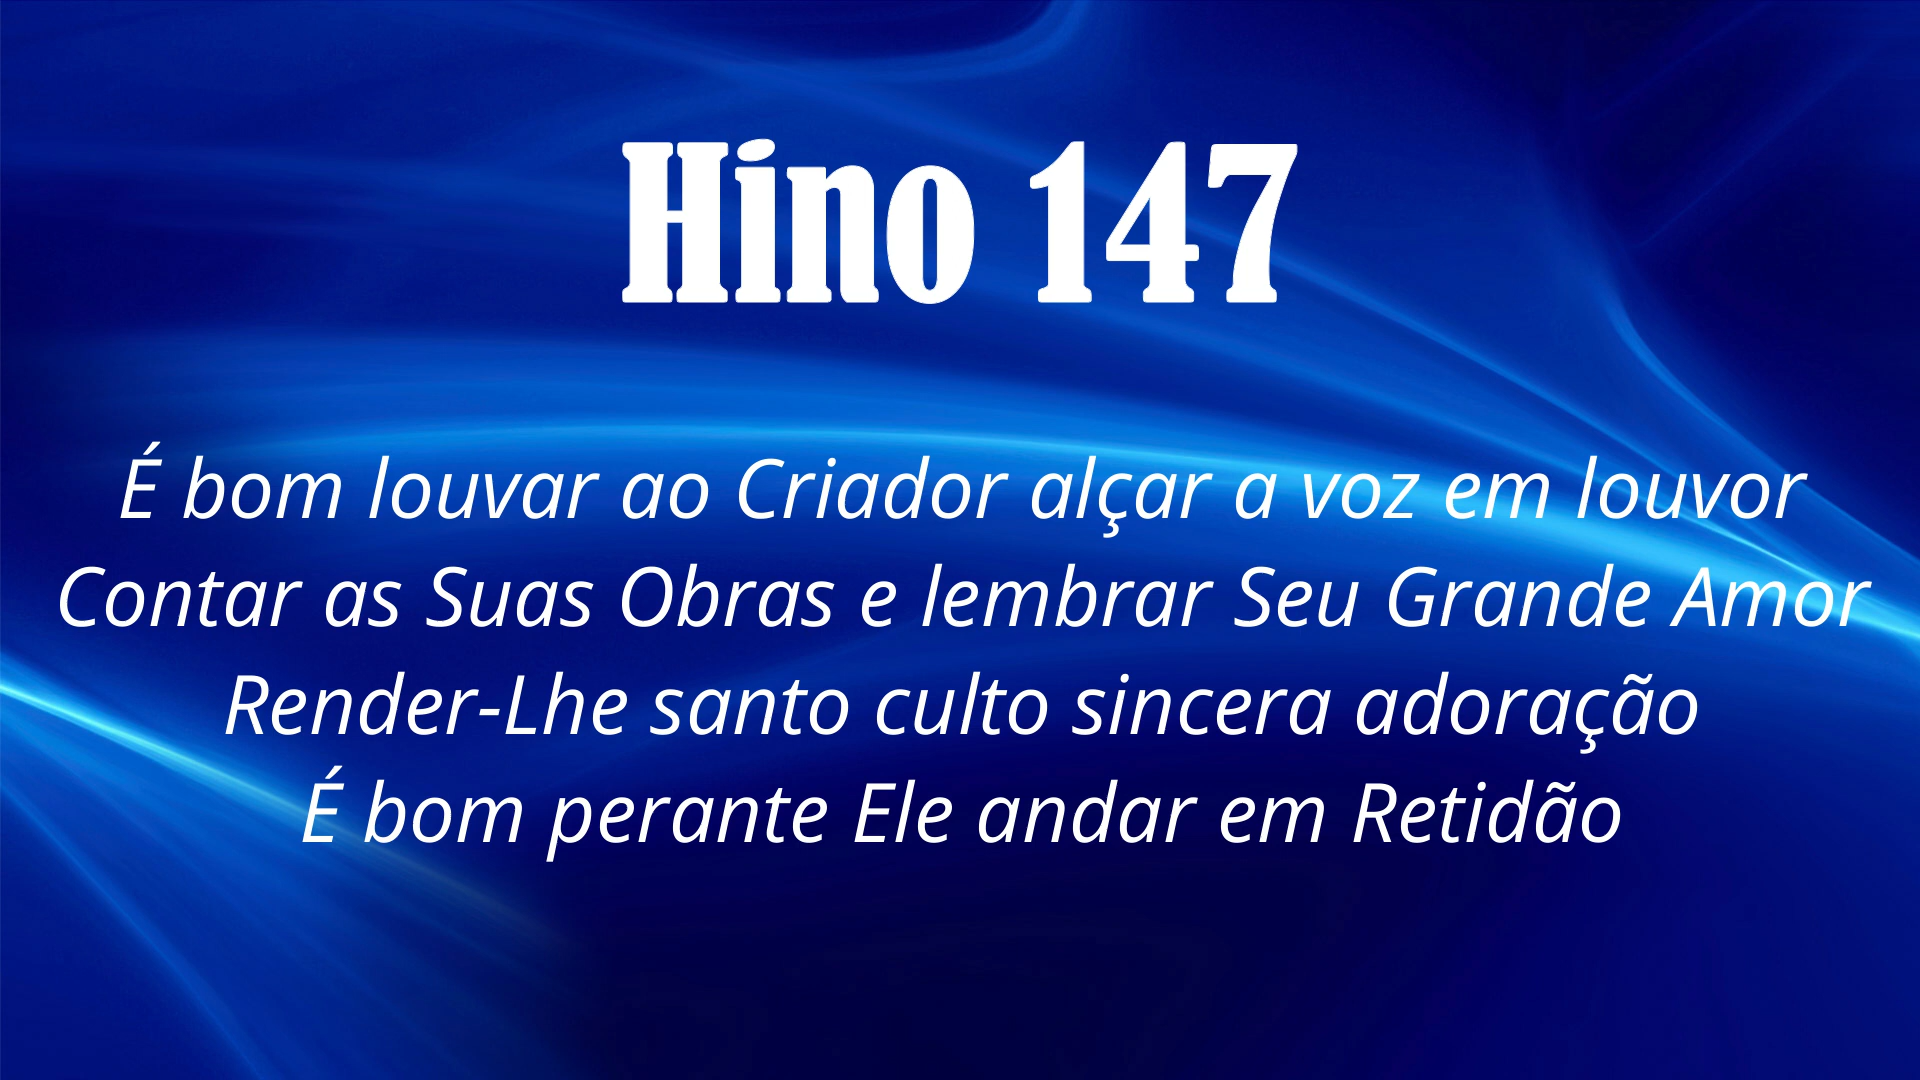 Hino 147
É bom louvar ao Criador alçar a voz em louvor
Contar as Suas Obras e lembrar Seu Grande Amor
Render-Lhe santo culto sincera adoração
É bom perante Ele andar em Retidão